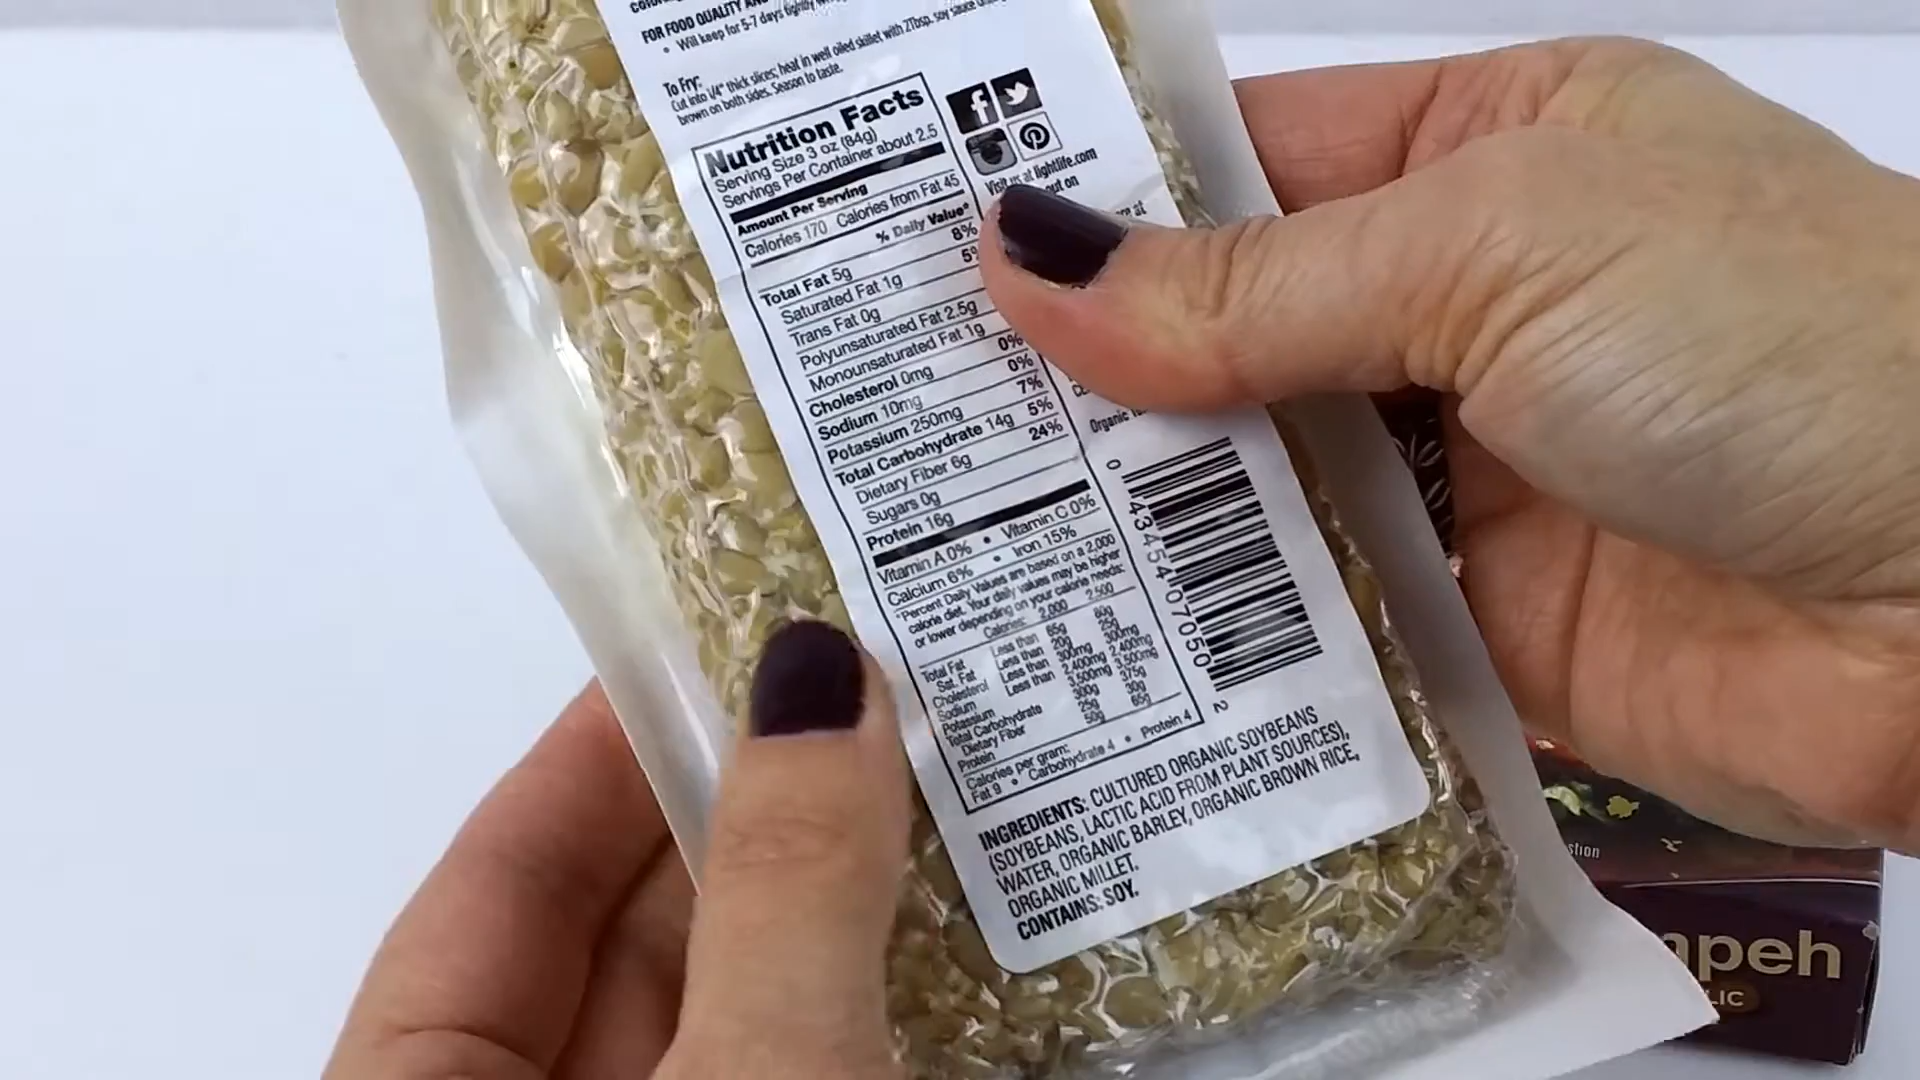 FOR FOOD QUALITY AND
• Will keep for 5-7 days tightly
To Fry:
Cut into 1/4" thick slices; heat in well oiled skillet with 2Tbsp. soy sauce
brown on both sides. Season to taste.
Nutrition Facts
Serving Size 3 oz (84g)
Servings Per Container about 2.5
Amount Per Serving
Calories 170 Calories from Fat 45
% Daily Value*
Total Fat 5g 8%
Saturated Fat 1g 5%
Trans Fat 0g
Polyunsaturated Fat 2.5g
Monounsaturated Fat 1g
Cholesterol 0mg 0%
Sodium 10mg 0%
Potassium 250mg 7%
Total Carbohydrate 14g 5%
Dietary Fiber 6g 24%
Sugars 0g
Protein 16g
Vitamin A 0% • Vitamin C 0%
Calcium 6% • Iron 15%
*Percent Daily Values are based on a 2,000
calorie diet. Your daily values may be higher
or lower depending on your calorie needs:
Calories: 2,000 2,500
Total Fat Less than 65g 80g
Sat. Fat Less than 20g 25g
Cholesterol Less than 300mg 300mg
Sodium Less than 2,400mg 2,400mg
Potassium 3,500mg 3,500mg
Total Carbohydrate 300g 375g
Dietary Fiber 25g 30g
Protein 50g 65g
Calories per gram:
Fat 9 • Carbohydrate 4 • Protein 4
Visit us at lightlife.com
out on
at
Organic
0 43454 07050 2
INGREDIENTS: CULTURED ORGANIC SOYBEANS
(SOYBEANS, LACTIC ACID FROM PLANT SOURCES),
WATER, ORGANIC BARLEY, ORGANIC BROWN RICE,
ORGANIC MILLET.
CONTAINS: SOY.
stion
mpeh
LIC